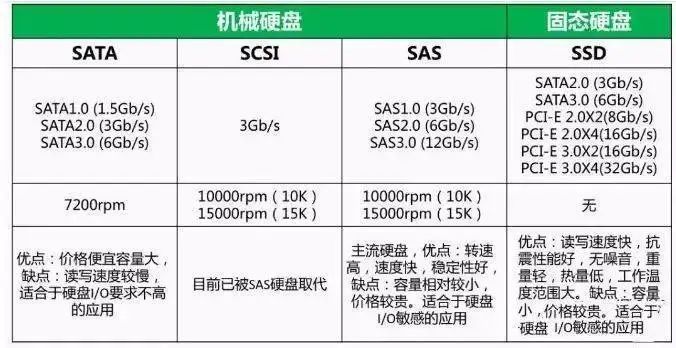 机械硬盘 固态硬盘
SATA SCSI SAS SSD
SATA1.0 (1.5Gb/s)
SATA2.0 (3Gb/s)
SATA3.0 (6Gb/s)
3Gb/s
SAS1.0 (3Gb/s)
SAS2.0 (6Gb/s)
SAS3.0 (12Gb/s)
SATA2.0 (3Gb/s)
SATA3.0 (6Gb/s)
PCI-E 2.0X2(8Gb/s)
PCI-E 2.0X4(16Gb/s)
PCI-E 3.0X2(16Gb/s)
PCI-E 3.0X4(32Gb/s)
7200rpm
10000rpm（10K）
15000rpm（15K）
10000rpm（10K）
15000rpm（15K）
无
优点：价格便宜容量大，
缺点：读写速度较慢，
适合于硬盘I/O要求不高
的应用
目前已被SAS硬盘取代
主流硬盘，优点：转速
高，速度快，稳定性好，
缺点：容量相对较小，
价格较贵。适合于硬盘
I/O敏感的应用
优点：读写速度快，抗
震性能好，无噪音，重
量轻，热量低，工作温
度范围大。缺点：容量
小，价格较贵。适合于
硬盘 I/O敏感的应用